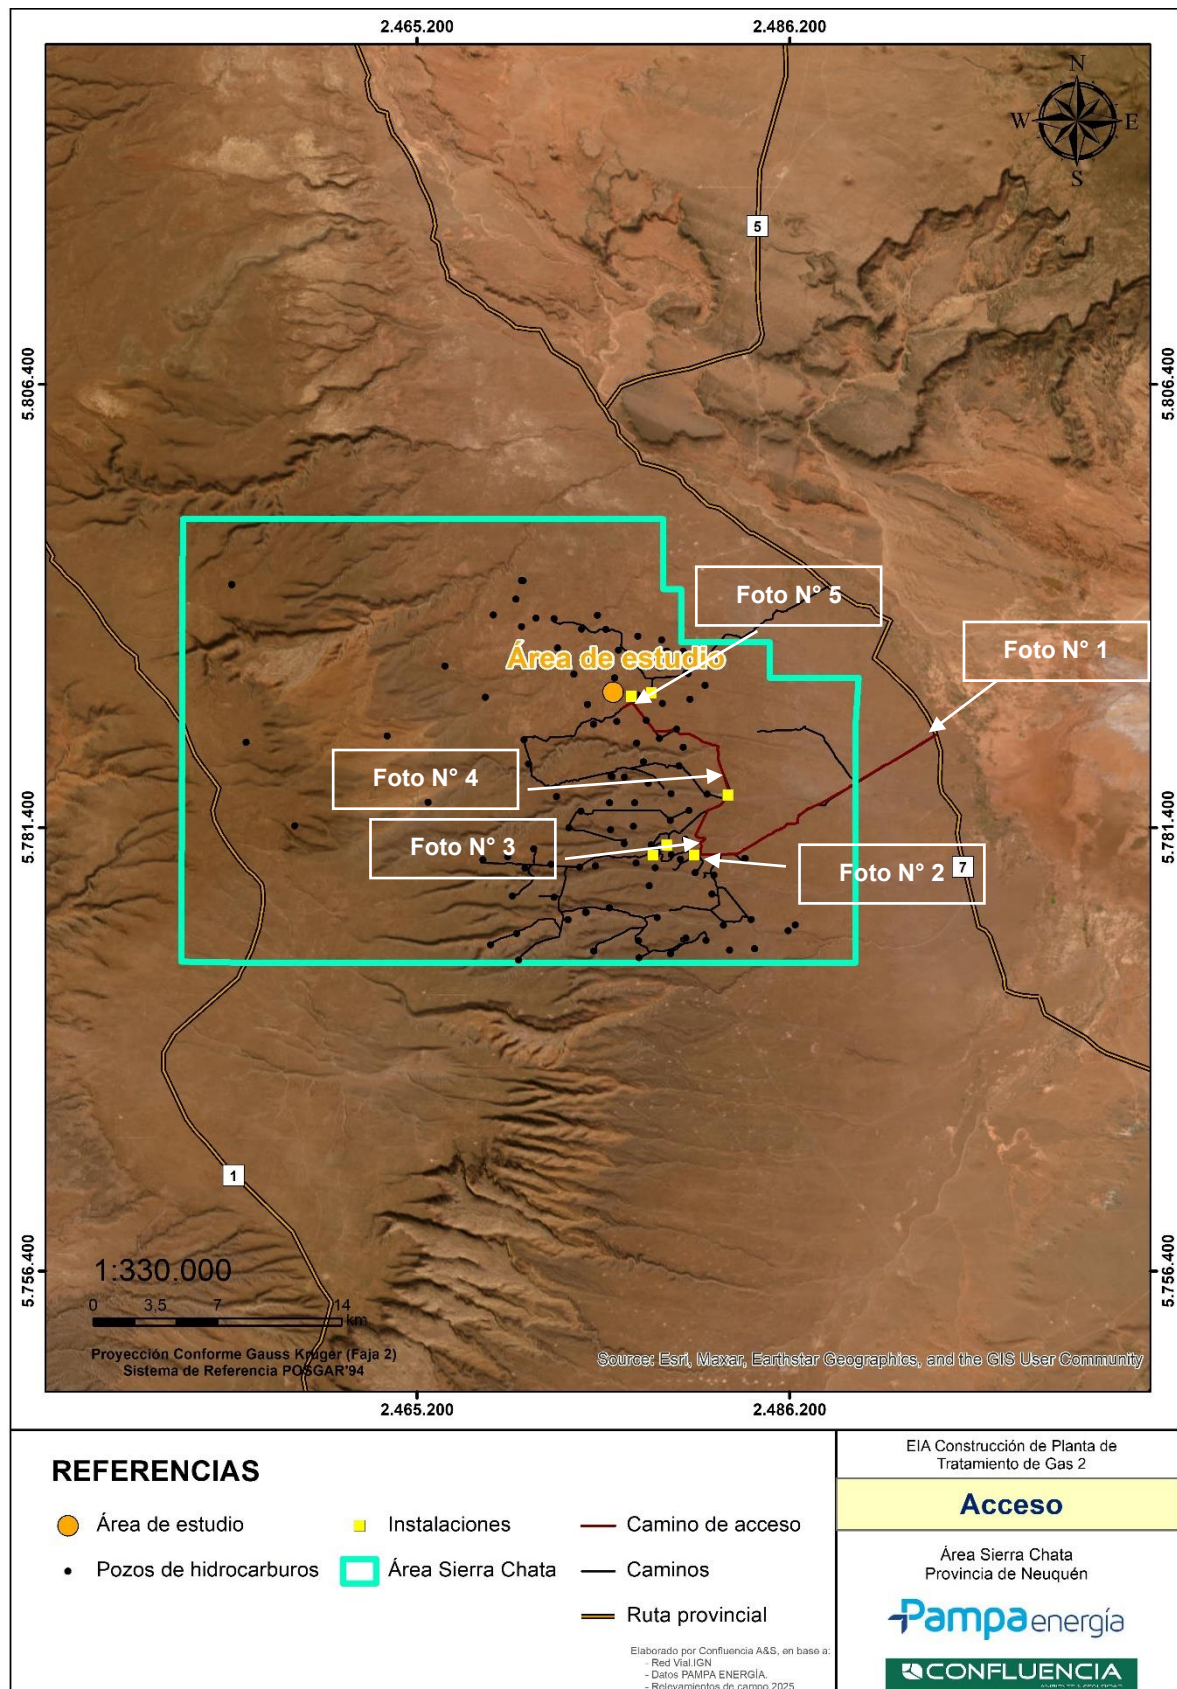 2.465.200
2.486.200
N
W
E
S
5
5.806.400
5.806.400
Foto N° 5
Foto N° 1
Área de estudio
Foto N° 4
5.781.400
5.781.400
Foto N° 3
Foto N° 2
7
1
5.756.400
5.756.400
1:330.000
0 3,5 7 14
km
Proyección Conforme Gauss Kruger (Faja 2)
Sistema de Referencia POSGAR'94
Source: Esri, Maxar, Earthstar Geographics, and the GIS User Community
2.465.200
2.486.200
REFERENCIAS
Área de estudio
Instalaciones
Camino de acceso
Pozos de hidrocarburos
Área Sierra Chata
Caminos
Ruta provincial
Elaborado por Confluencia A&S, en base a:
- Red Vial.IGN
- Datos PAMPA ENERGÍA.
- Relevamientos de campo 2025
EIA Construcción de Planta de
Tratamiento de Gas 2
Acceso
Área Sierra Chata
Provincia de Neuquén
Pampa energía
CONFLUENCIA